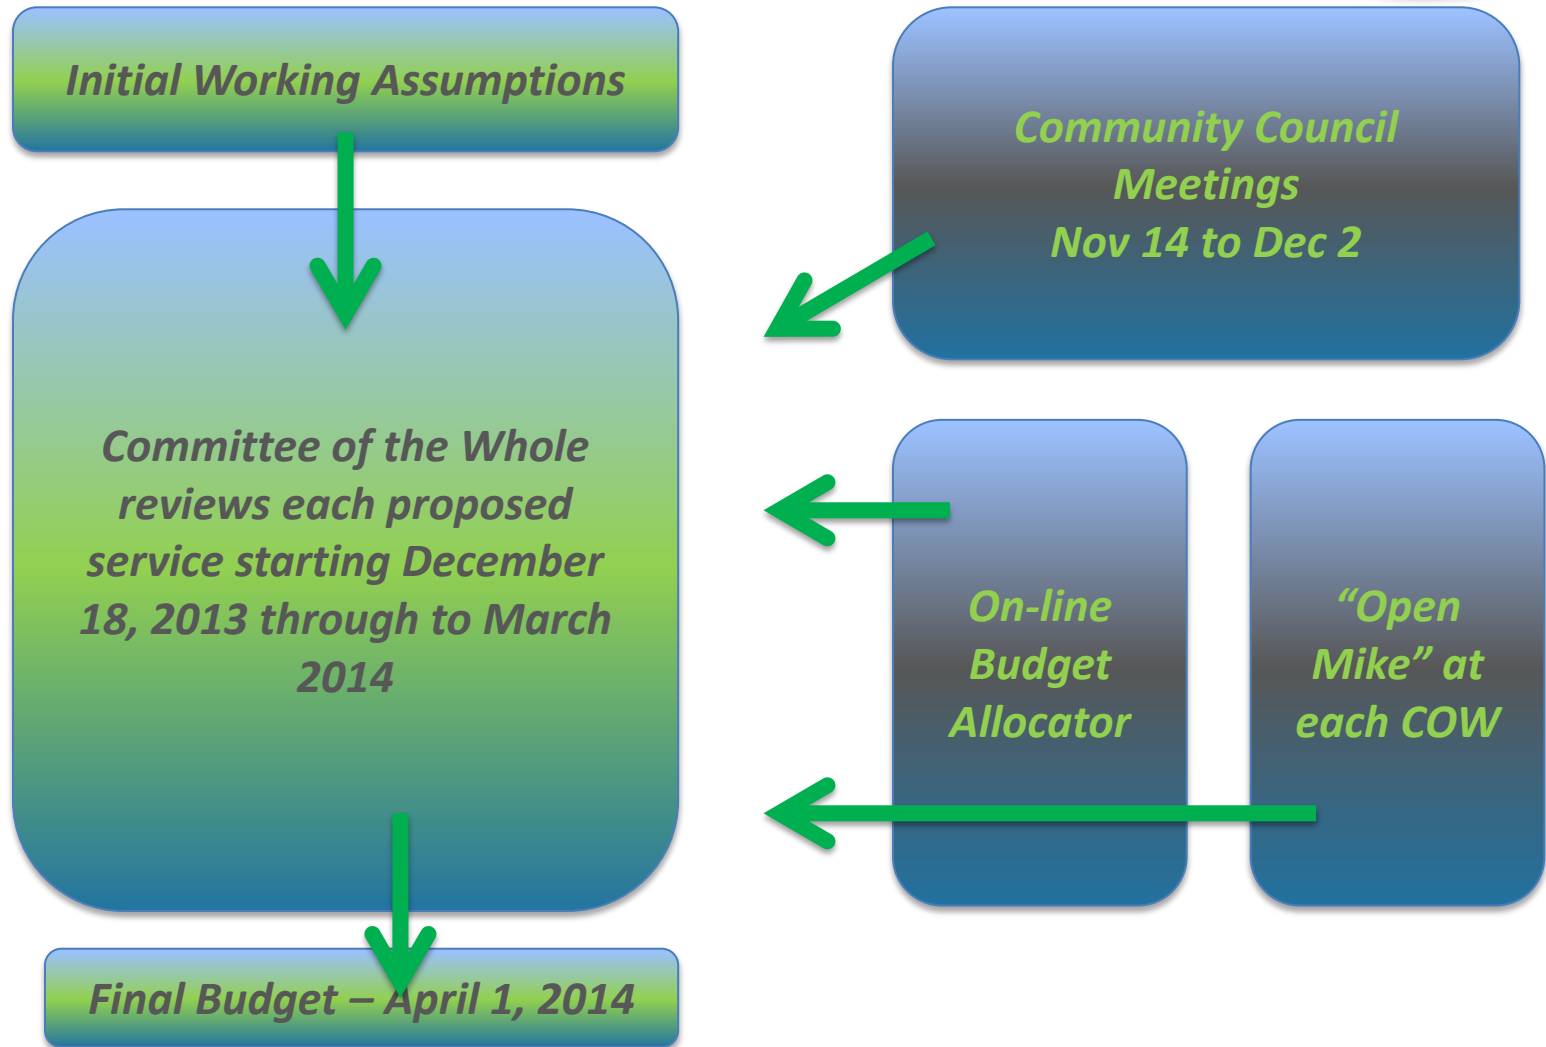 Initial Working Assumptions
Community Council
Meetings
Nov 14 to Dec 2
Committee of the Whole
reviews each proposed
service starting December
18, 2013 through to March
2014
On-line
Budget
Allocator
“Open
Mike” at
each COW
Final Budget – April 1, 2014